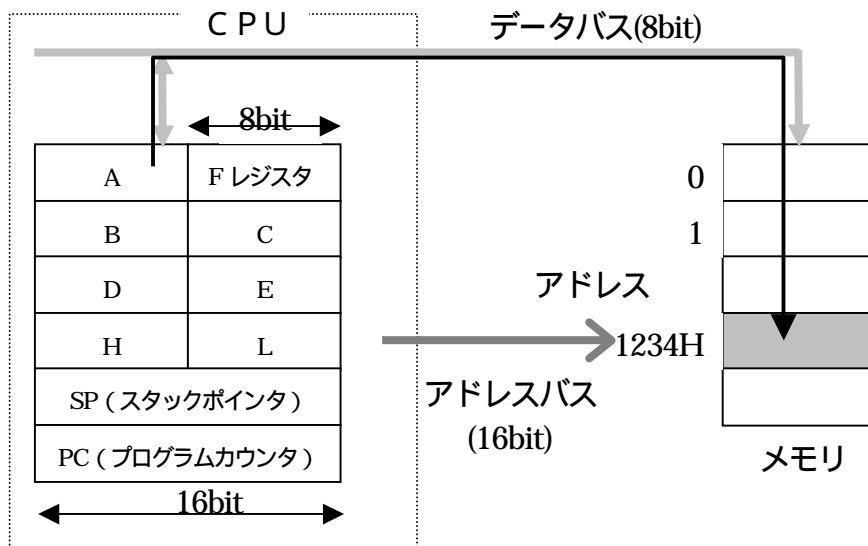 ＣＰＵ
データバス(8bit)
8bit
A
F レジスタ
0
B
C
1
D
E
アドレス
H
L
1234H
SP ( スタックポインタ )
アドレスバス
(16bit)
PC ( プログラムカウンタ )
メモリ
16bit